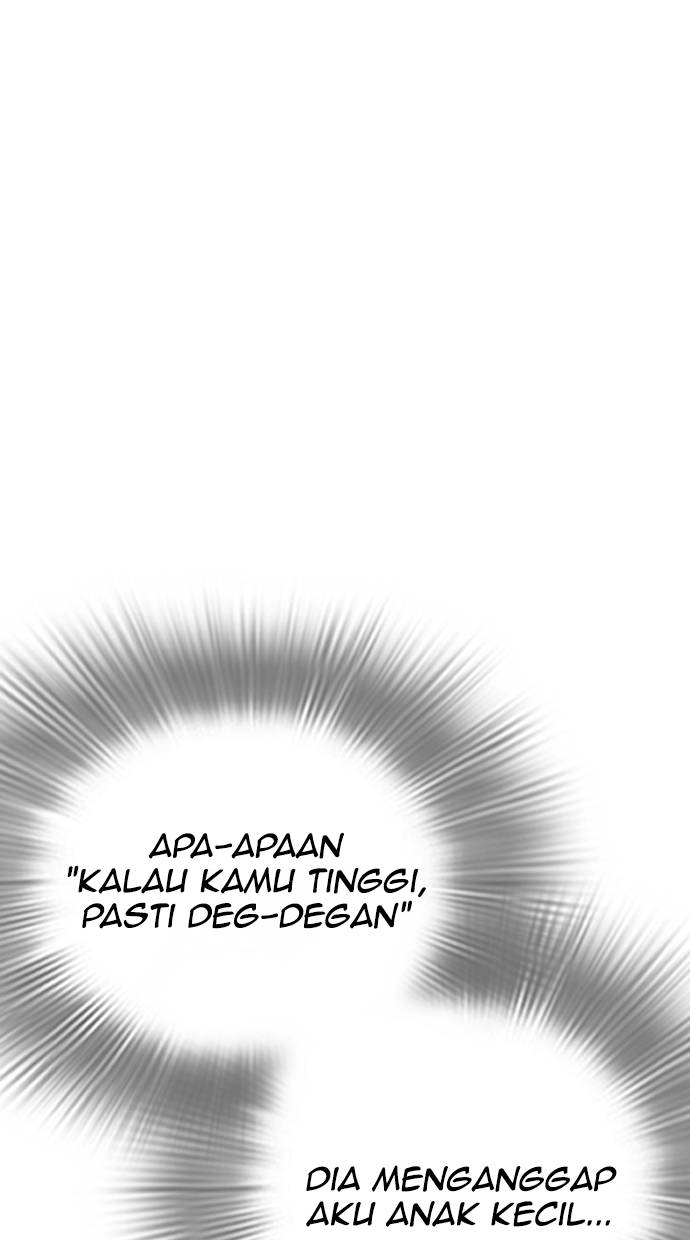 APA-APAAN
"KALAU KAMU TINGGI,
PASTI DEG-DEGAN"
DIA MENGANGGAP
AKU ANAK KECIL...